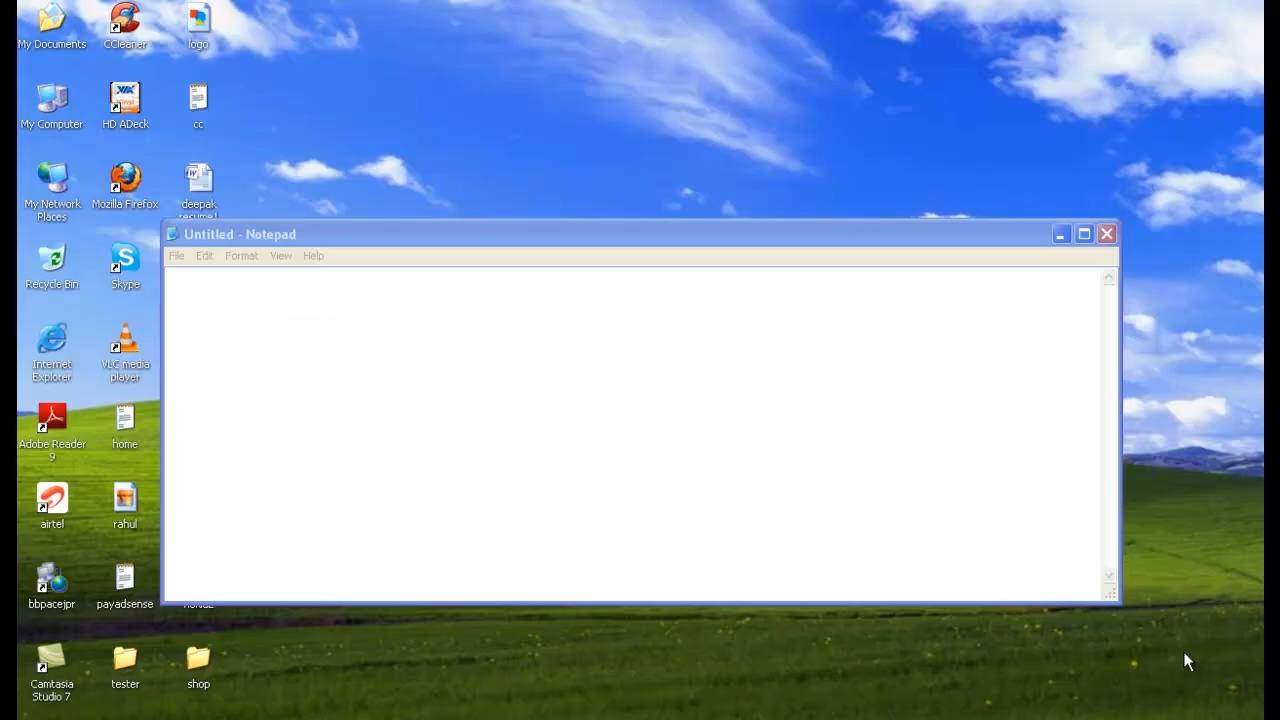 My Documents
CCleaner
logo
My Computer
HD ADeck
cc
My Network
Places
Mozilla Firefox
deepak
resume1
Untitled - Notepad
File Edit Format View Help
Recycle Bin
Skype
Internet
Explorer
VLC media
player
Adobe Reader
9
home
airtel
rahul
bbpacejpr
payadsense
Camtasia
Studio 7
tester
shop